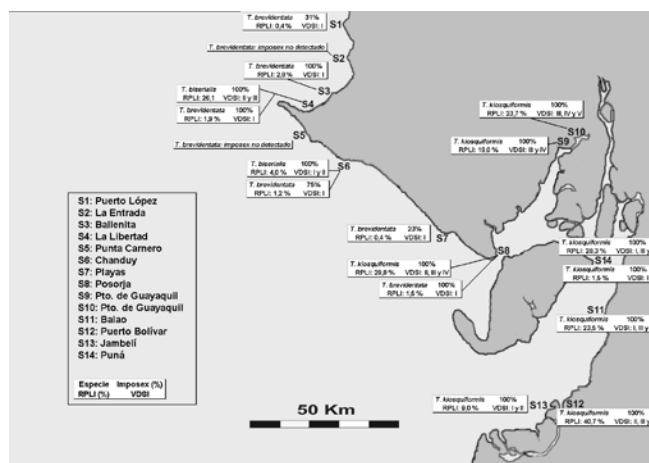 T. brevidentata 31%
RPLI: 0,4% VDSI: I
S1
T. brevidentata: imposex no detectado
S2
T. brevidentata 100%
RPLI: 2,9% VDSI: I
S3
T. biserialis 100%
RPLI: 26,1 VDSI: II y III
S4
T. brevidentata 100%
RPLI: 1,9 % VDSI: I
S5
T. brevidentata: imposex no detectado
T. biserialis 100%
RPLI: 4,0 % VDSI: I y II
S6
T. brevidentata 75%
RPLI: 1,2 % VDSI: I
T. kiosquiformis 100%
RPLI: 33,7 % VDSI: III, IV y V
S10
T. kiosquiformis 100%
RPLI: 19,0 % VDSI: III y IV
S9
T. brevidentata 23%
RPLI: 0,4 % VDSI: I
S7
S8
T. kiosquiformis 100%
RPLI: 29,8 % VDSI: II, III y IV
T. brevidentata 100%
RPLI: 1,6 % VDSI: I
T. kiosquiformis 100%
RPLI: 28,3 % VDSI: I, III y
S14
T. kiosquiformis 100%
RPLI: 1,5 % VDSI: I
S11
T. kiosquiformis 100%
RPLI: 23,5 % VDSI: I, III y
T. kiosquiformis 100%
RPLI: 9,0 % VDSI: I y II
S13
S12
T. kiosquiformis 100%
RPLI: 40,7 % VDSI: II, III y
S1: Puerto López
S2: La Entrada
S3: Ballenita
S4: La Libertad
S5: Punta Carnero
S6: Chanduy
S7: Playas
S8: Posorja
S9: Pto. de Guayaquil
S10: Pto. de Guayaquil
S11: Balao
S12: Puerto Bolívar
S13: Jambelí
S14: Puná
Especie Imposex (%)
RPLI (%) VDSI
50 Km